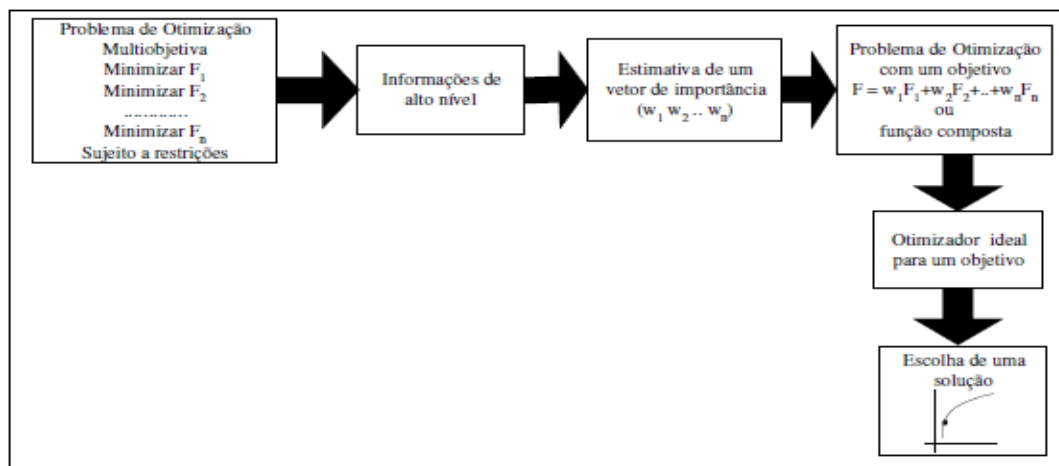 Problema de Otimização
Multiobjetiva
Minimizar F₁
Minimizar F₂
.............
Minimizar Fₙ
Sujeito a restrições
Informações de
alto nível
Estimativa de um
vetor de importância
(w₁ w₂ .. wₙ)
Problema de Otimização
com um objetivo
F = w₁F₁+w₂F₂+..+wₙFₙ
ou
função composta
Otimizador ideal
para um objetivo
Escolha de uma
solução